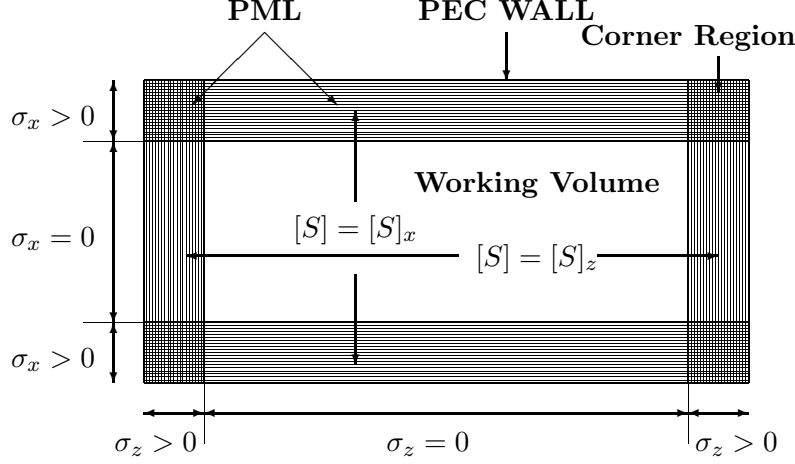 PML
PEC WALL
Corner Region
σ_x > 0
Working Volume
σ_x = 0
[S] = [S]_x
[S] = [S]_z
σ_x > 0
σ_z > 0
σ_z = 0
σ_z > 0